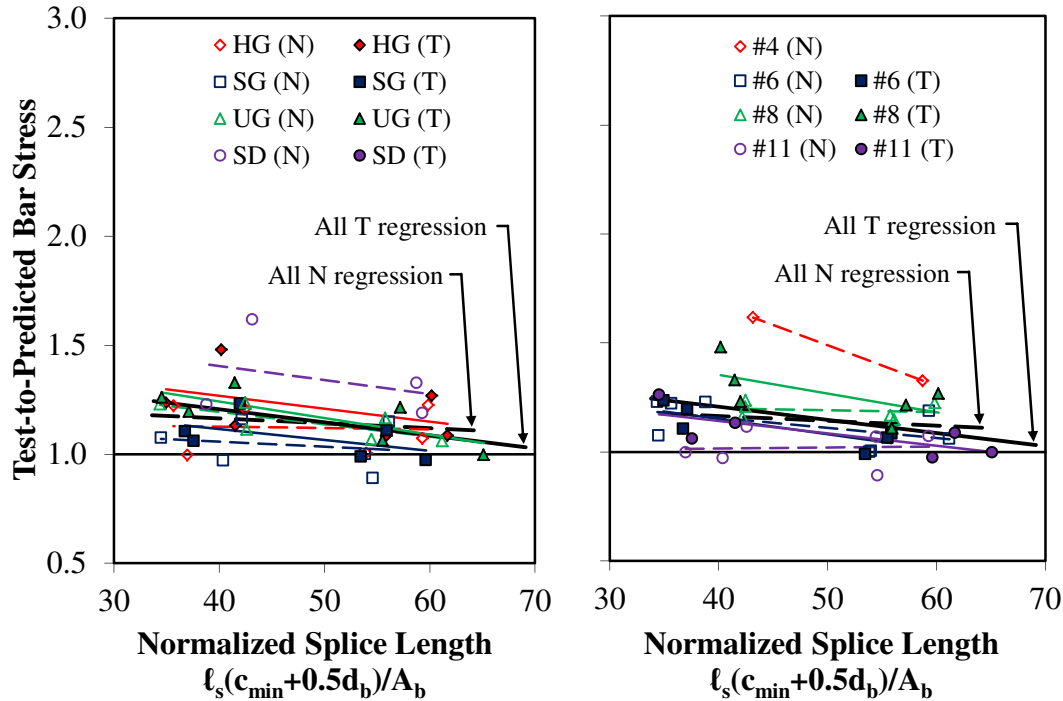 Test-to-Predicted Bar Stress
3.0
2.5
2.0
1.5
1.0
0.5
HG (N) HG (T)
SG (N) SG (T)
UG (N) UG (T)
SD (N) SD (T)
All T regression
All N regression
30 40 50 60 70
Normalized Splice Length
ℓs(cmin+0.5db)/Ab
#4 (N)
#6 (N) #6 (T)
#8 (N) #8 (T)
#11 (N) #11 (T)
All T regression
All N regression
30 40 50 60 70
Normalized Splice Length
ℓs(cmin+0.5db)/Ab